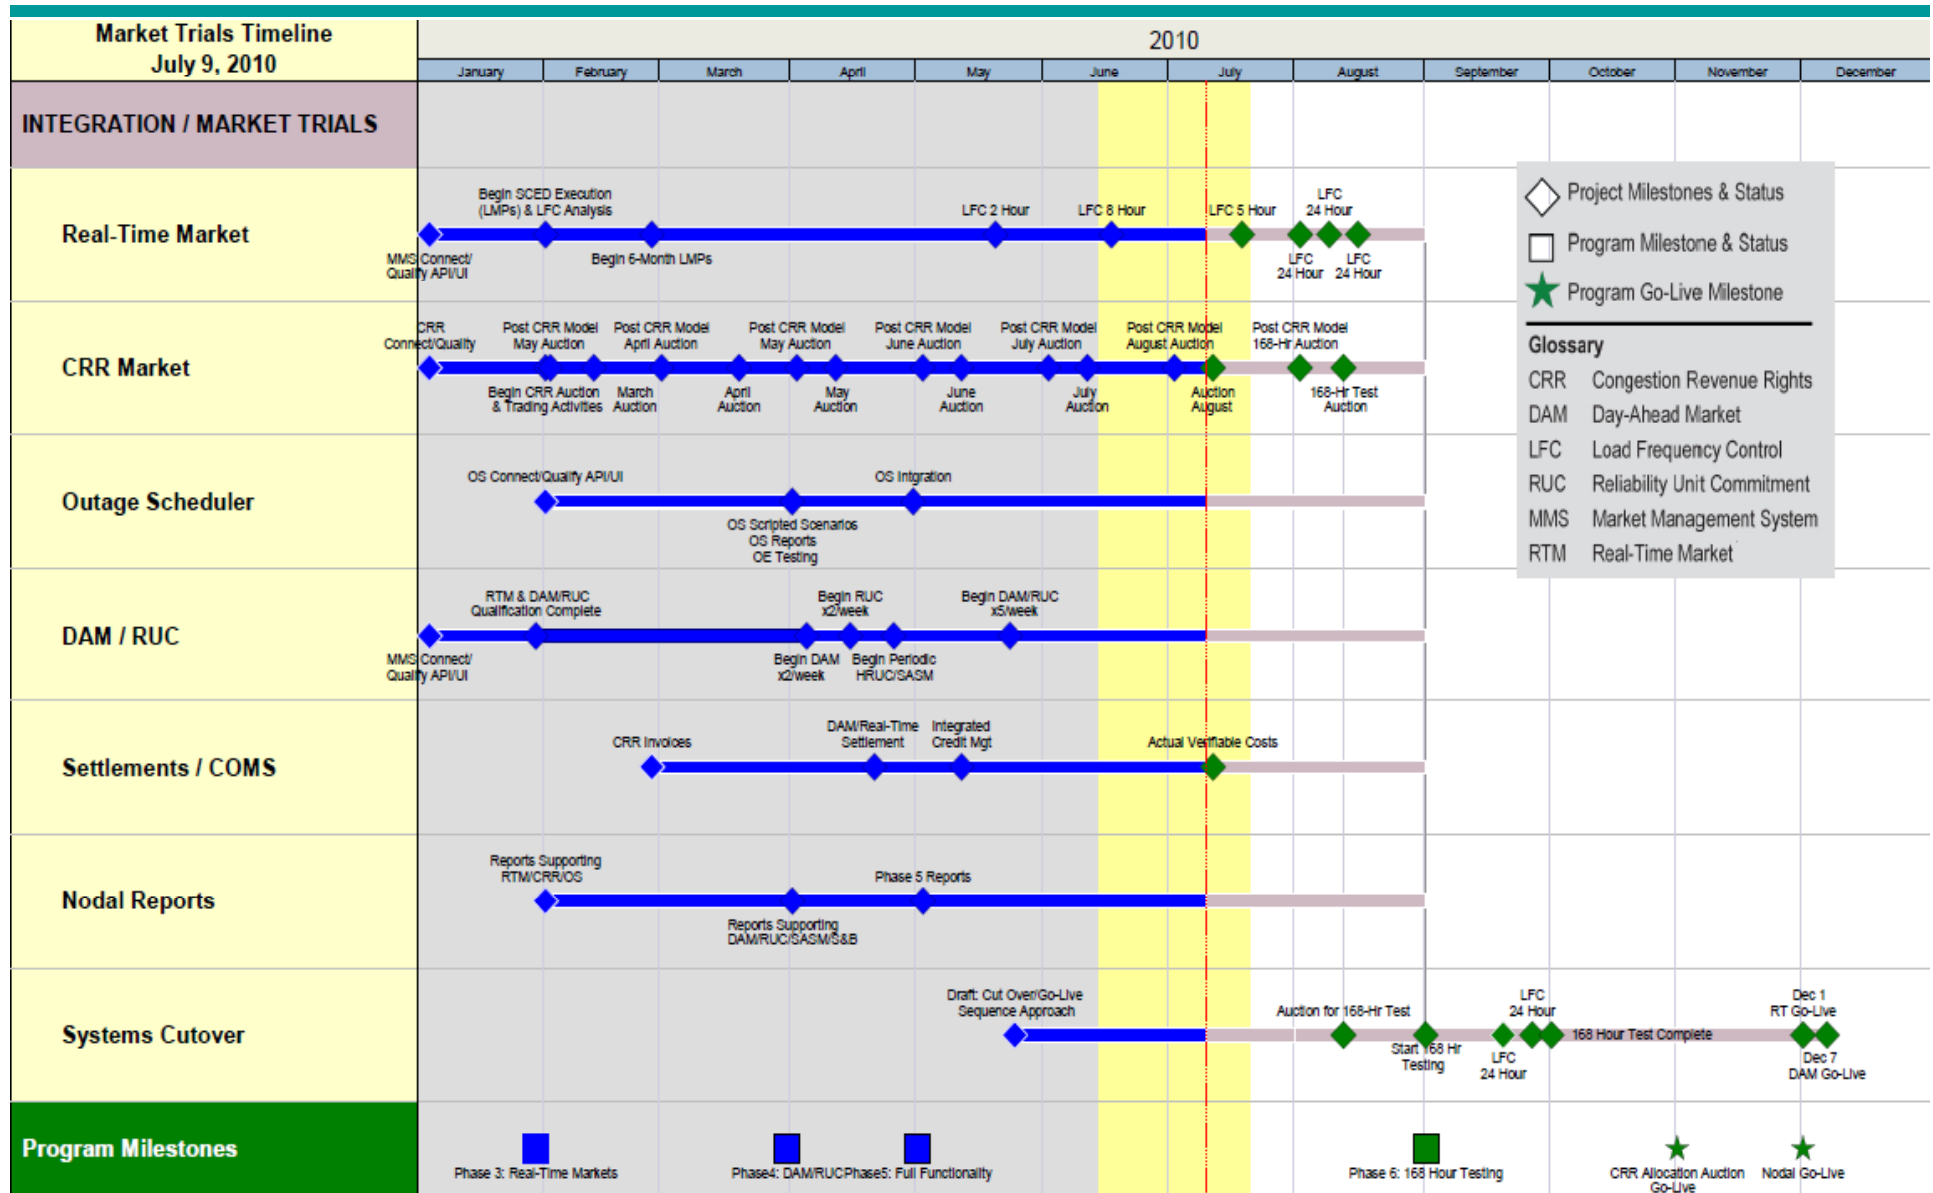 Market Trials Timeline
July 9, 2010
2010
January February March April May June July August September October November December
INTEGRATION / MARKET TRIALS
Real-Time Market
Begin SCED Execution
(LMPs) & LFC Analysis
LFC 2 Hour
LFC 8 Hour
LFC 5 Hour
LFC
24 Hour
MMS Connect/
Qualify API/UI
Begin 6-Month LMPs
LFC
24 Hour
LFC
24 Hour
CRR Market
CRR
Connect/Quality
Post CRR Model
May Auction
Post CRR Model
April Auction
Post CRR Model
May Auction
Post CRR Model
June Auction
Post CRR Model
July Auction
Post CRR Model
August Auction
Post CRR Model
168-Hr Auction
Begin CRR Auction
& Trading Activities
March
Auction
April
Auction
May
Auction
June
Auction
July
Auction
Auction
August
168-Hr Test
Auction
Outage Scheduler
OS Connect/Qualify API/UI
OS Intgration
OS Scripted Scenarios
OS Reports
OE Testing
DAM / RUC
RTM & DAM/RUC
Qualification Complete
Begin RUC
x2/week
Begin DAM/RUC
x5/week
MMS Connect/
Qualify API/UI
Begin DAM
x2/week
Begin Periodic
HRUC/SASM
Settlements / COMS
CRR Invoices
DAM/Real-Time
Settlement
Integrated
Credit Mgt
Actual Verifiable Costs
Nodal Reports
Reports Supporting
RTM/CRR/OS
Phase 5 Reports
Reports Supporting
DAM/RUC/SASM/S&B
Systems Cutover
Draft: Cut Over/Go-Live
Sequence Approach
Auction for 168-Hr Test
LFC
24 Hour
Dec 1
RT Go-Live
168 Hour Test Complete
Start 168 Hr
Testing
LFC
24 Hour
Dec 7
DAM Go-Live
Program Milestones
Phase 3: Real-Time Markets
Phase4: DAM/RUC
Phase5: Full Functionality
Phase 6: 168 Hour Testing
CRR Allocation Auction
Go-Live
Nodal Go-Live
Project Milestones & Status
Program Milestone & Status
Program Go-Live Milestone
Glossary
CRR Congestion Revenue Rights
DAM Day-Ahead Market
LFC Load Frequency Control
RUC Reliability Unit Commitment
MMS Market Management System
RTM Real-Time Market